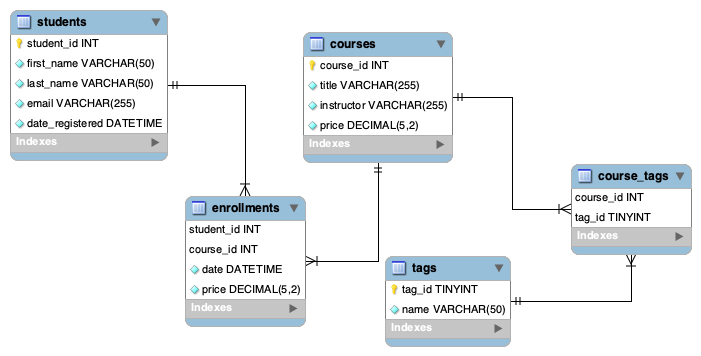 students
student_id INT
first_name VARCHAR(50)
last_name VARCHAR(50)
email VARCHAR(255)
date_registered DATETIME
Indexes
courses
course_id INT
title VARCHAR(255)
instructor VARCHAR(255)
price DECIMAL(5,2)
Indexes
enrollments
student_id INT
course_id INT
date DATETIME
price DECIMAL(5,2)
Indexes
tags
tag_id TINYINT
name VARCHAR(50)
Indexes
course_tags
course_id INT
tag_id TINYINT
Indexes